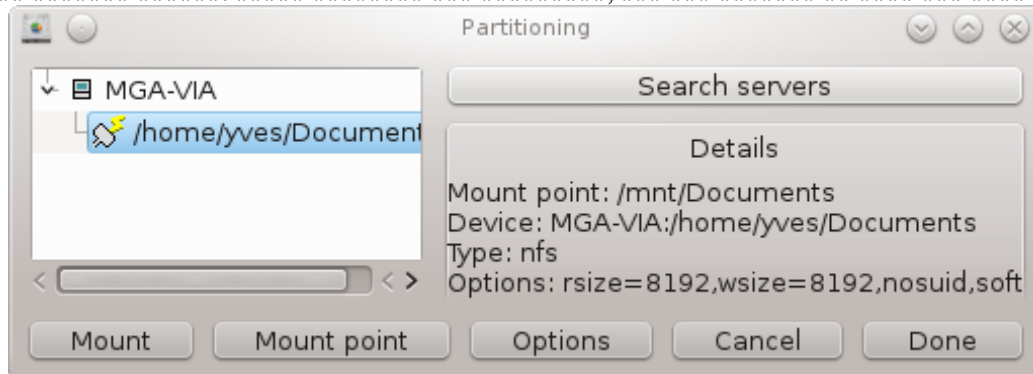 Partitioning
MGA-VIA
/home/yves/Document
Search servers
Details
Mount point: /mnt/Documents
Device: MGA-VIA:/home/yves/Documents
Type: nfs
Options: rsize=8192,wsize=8192,nosuid,soft
Mount
Mount point
Options
Cancel
Done